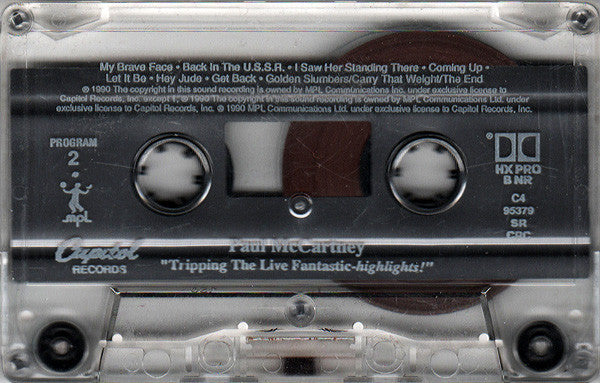 My Brave Face • Back In The U.S.S.R. • I Saw Her Standing There • Coming Up •
Let It Be • Hey Jude • Get Back • Golden Slumbers/Carry That Weight/The End
℗ 1990 The copyright in this sound recording is owned by MPL Communications Inc. under exclusive license to
Capitol Records, Inc. except 1; ℗ 1990 The copyright in this sound recording is owned by MPL Communications Ltd. under
exclusive license to Capitol Records, Inc. © 1990 MPL Communications Ltd. under exclusive license to Capitol Records, Inc.
PROGRAM
2
mpl
HX PRO
B NR
C4
95379
SR
CRC
Capitol
RECORDS
Paul McCartney
"Tripping The Live Fantastic-highlights!"